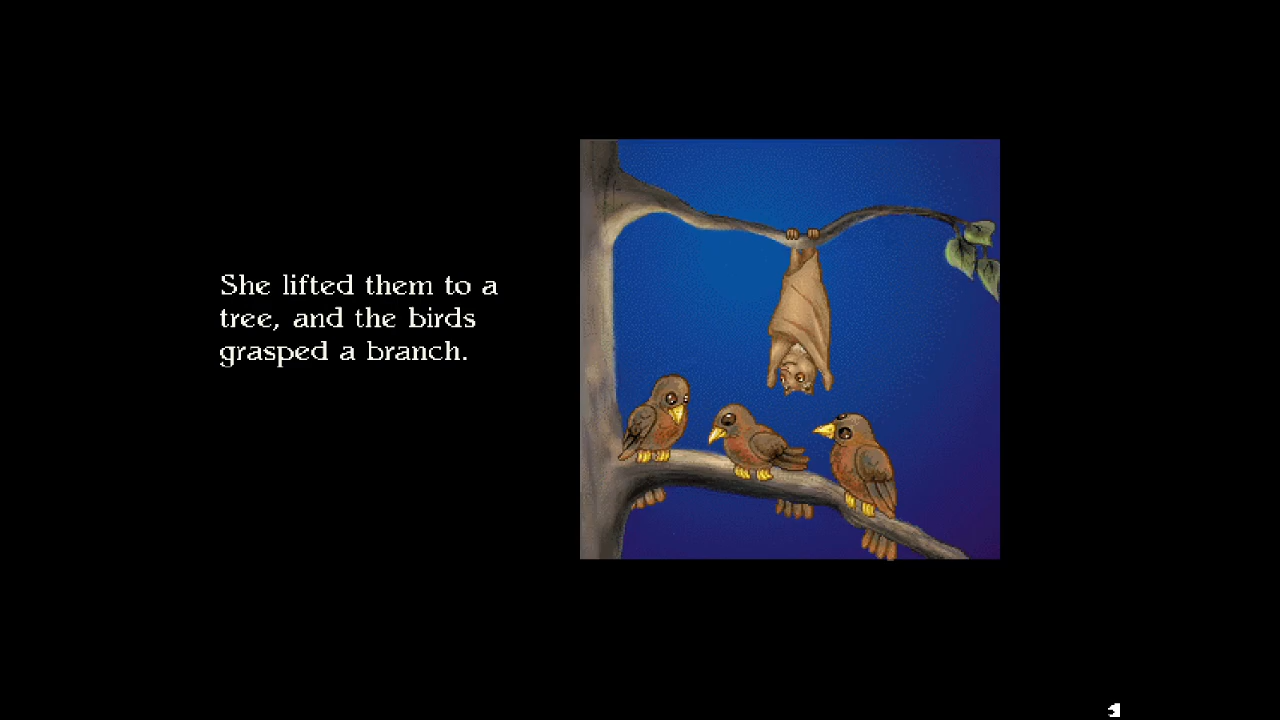 She lifted them to a
tree, and the birds
grasped a branch.